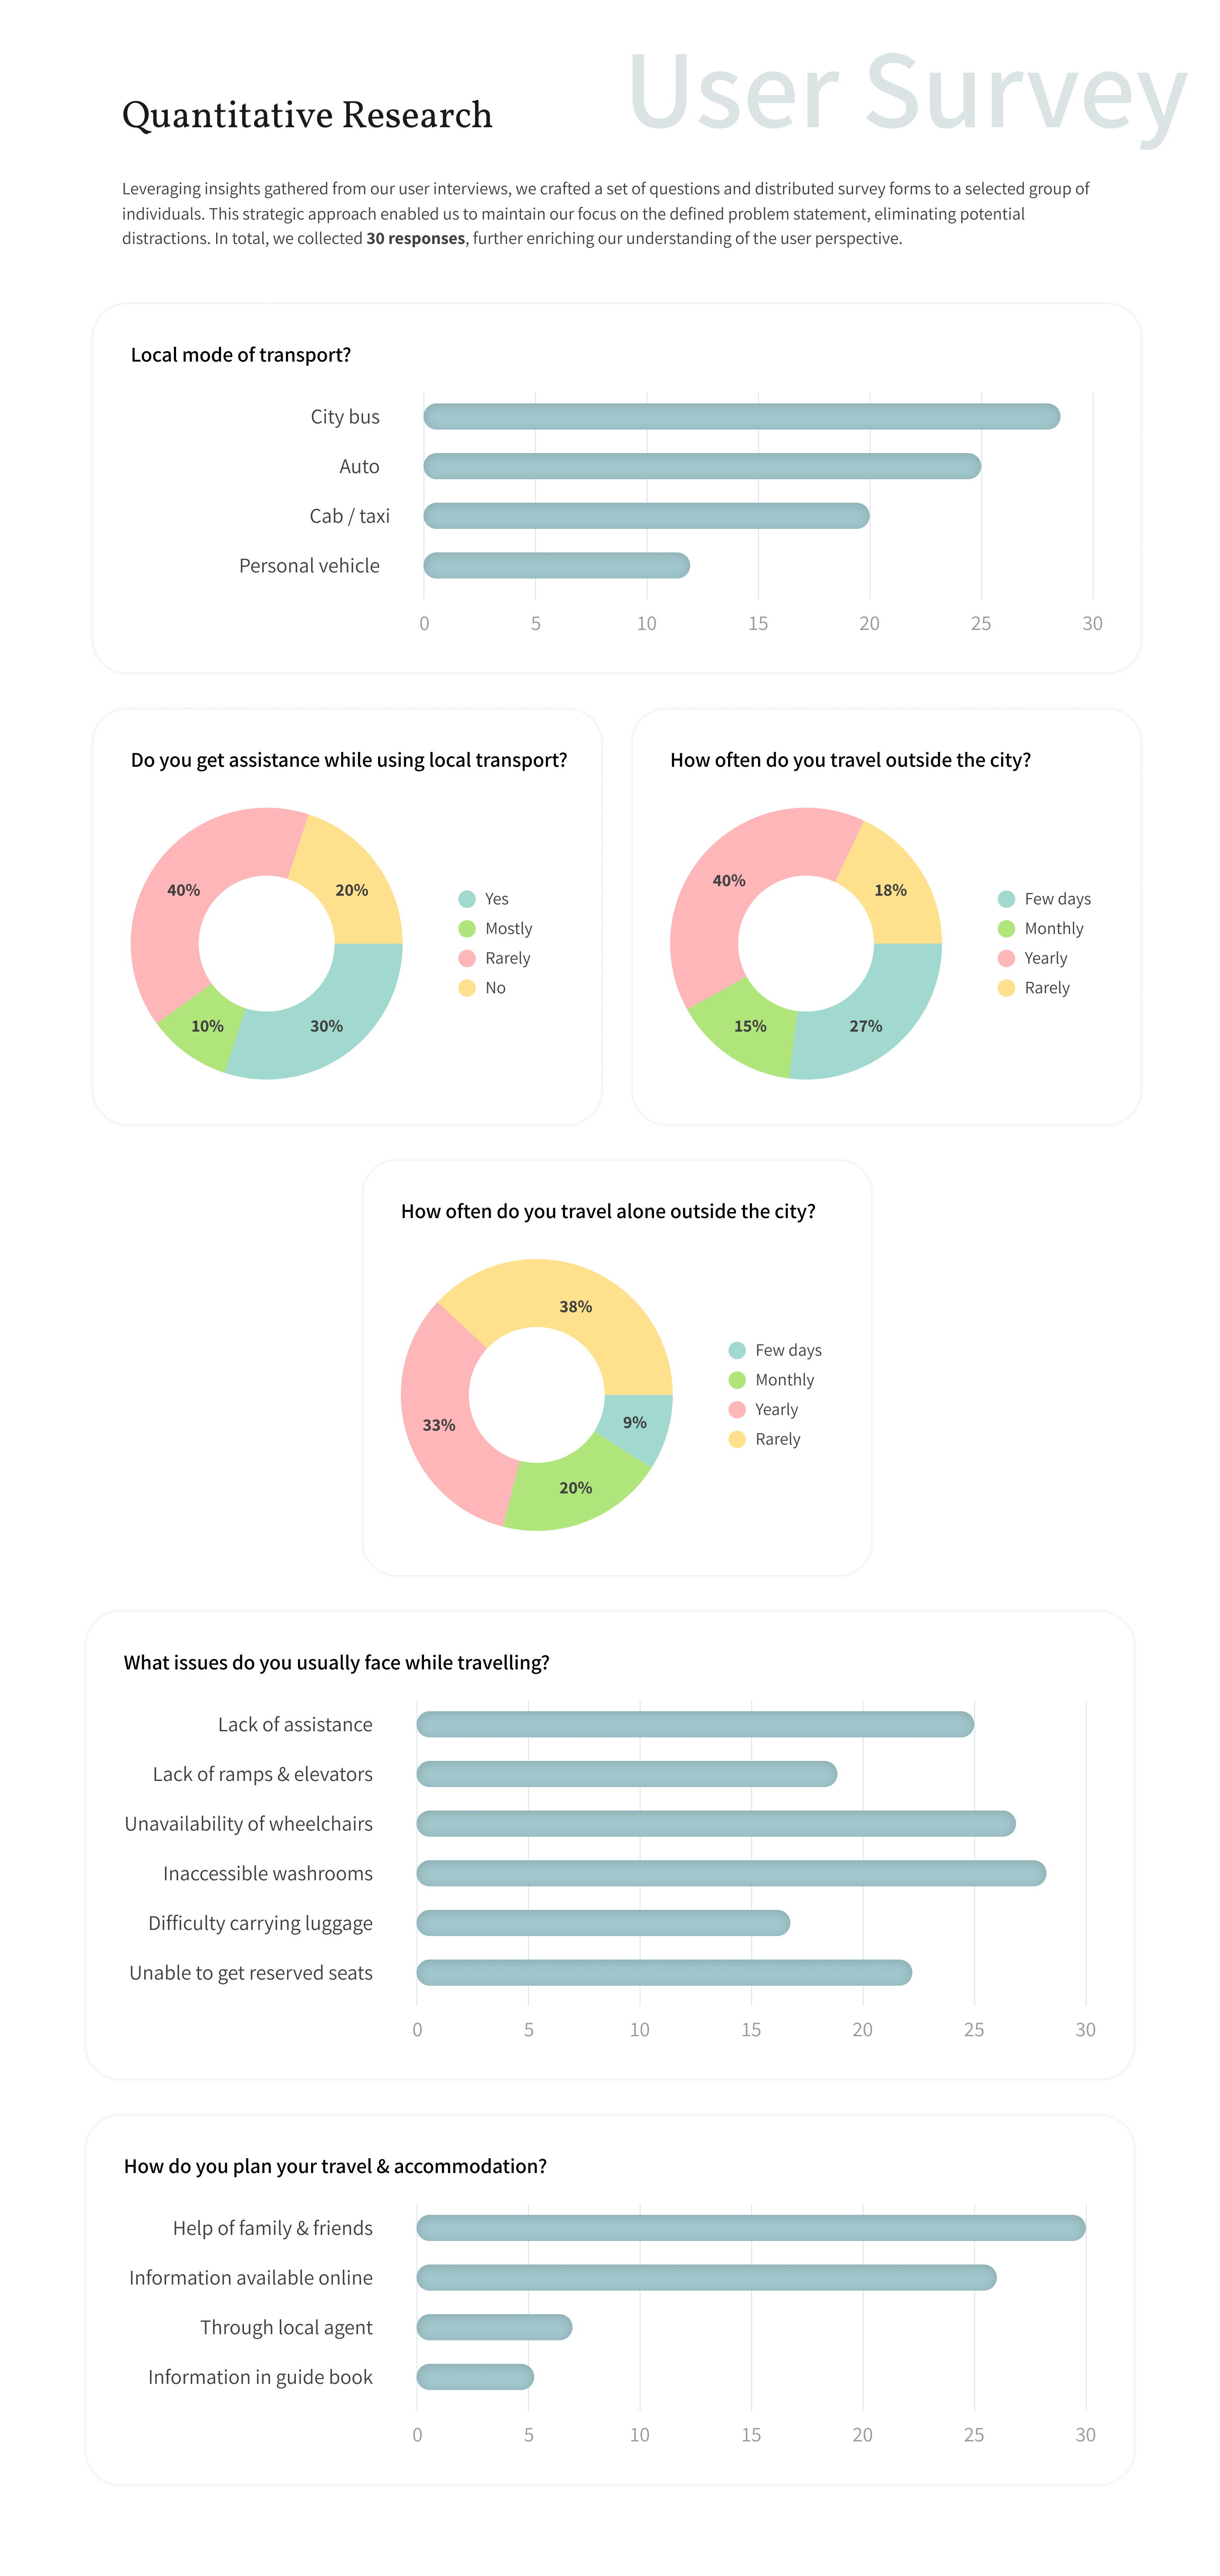 User Survey
Quantitative Research
Leveraging insights gathered from our user interviews, we crafted a set of questions and distributed survey forms to a selected group of
individuals. This strategic approach enabled us to maintain our focus on the defined problem statement, eliminating potential
distractions. In total, we collected 30 responses, further enriching our understanding of the user perspective.
Local mode of transport?
City bus
Auto
Cab / taxi
Personal vehicle
0 5 10 15 20 25 30
Do you get assistance while using local transport?
40%
20%
10%
30%
Yes
Mostly
Rarely
No
How often do you travel outside the city?
40%
18%
15%
27%
Few days
Monthly
Yearly
Rarely
How often do you travel alone outside the city?
38%
33%
9%
20%
Few days
Monthly
Yearly
Rarely
What issues do you usually face while travelling?
Lack of assistance
Lack of ramps & elevators
Unavailability of wheelchairs
Inaccessible washrooms
Difficulty carrying luggage
Unable to get reserved seats
0 5 10 15 20 25 30
How do you plan your travel & accommodation?
Help of family & friends
Information available online
Through local agent
Information in guide book
0 5 10 15 20 25 30